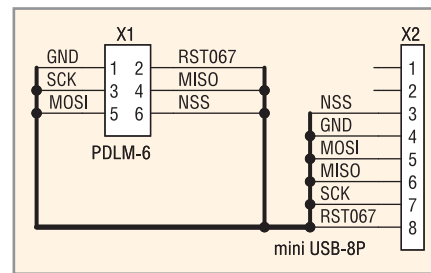 X1
X2
GND 1 2 RST067
SCK 3 4 MISO
MOSI 5 6 NSS
PDLM-6
1
2
NSS 3
GND 4
MOSI 5
MISO 6
SCK 7
RST067 8
mini USB-8P